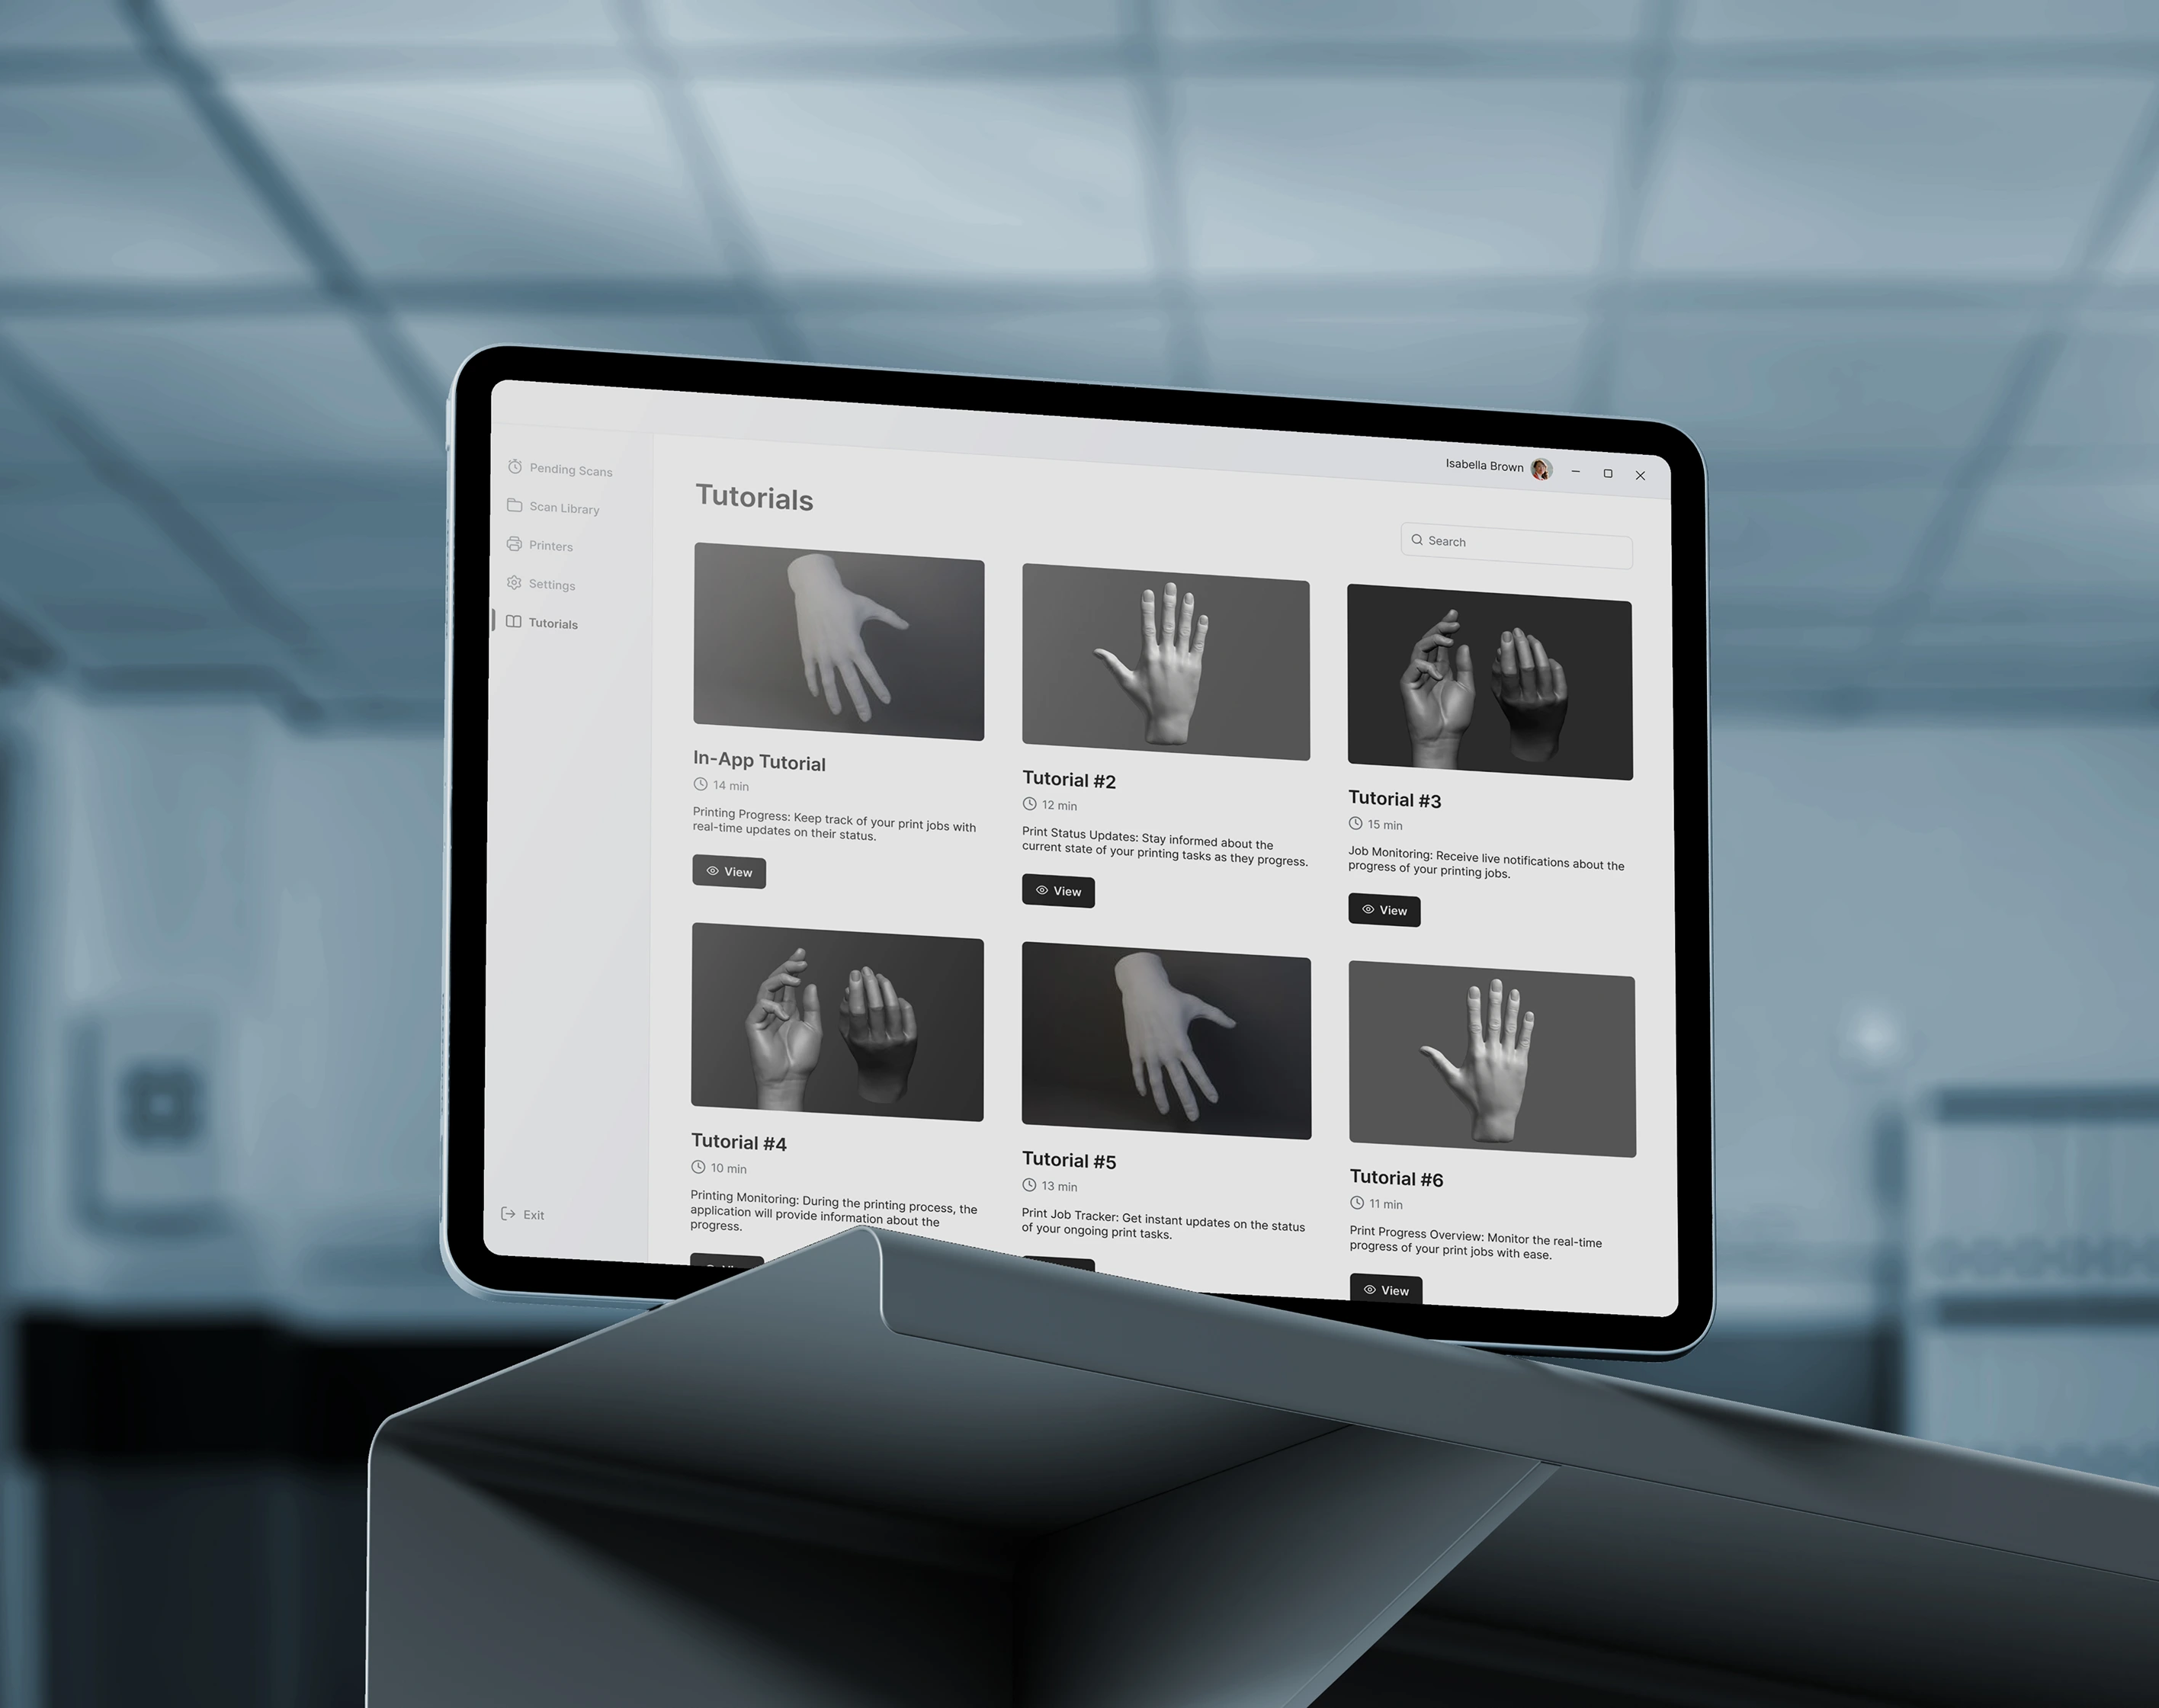 Isabella Brown
Pending Scans
Scan Library
Printers
Settings
Tutorials
Exit
Tutorials
Search
In-App Tutorial
14 min
Printing Progress: Keep track of your print jobs with
real-time updates on their status.
View
Tutorial #2
12 min
Print Status Updates: Stay informed about the
current state of your printing tasks as they progress.
View
Tutorial #3
15 min
Job Monitoring: Receive live notifications about the
progress of your printing jobs.
View
Tutorial #4
10 min
Printing Monitoring: During the printing process, the
application will provide information about the
progress.
Tutorial #5
13 min
Print Job Tracker: Get instant updates on the status
of your ongoing print tasks.
Tutorial #6
11 min
Print Progress Overview: Monitor the real-time
progress of your print jobs with ease.
View